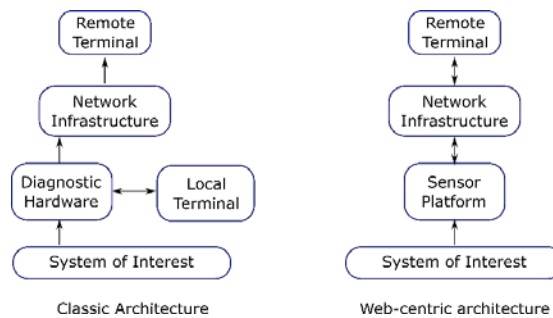 Remote
Terminal
Network
Infrastructure
Diagnostic
Hardware
Local
Terminal
System of Interest
Classic Architecture
Remote
Terminal
Network
Infrastructure
Sensor
Platform
System of Interest
Web-centric architecture